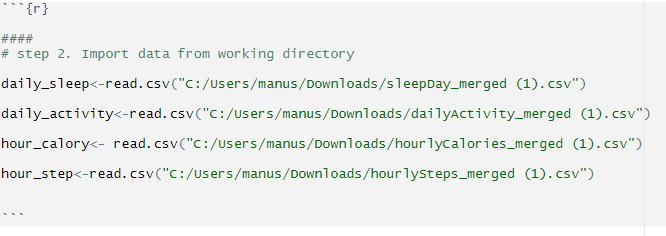 ```{r}
####
# step 2. Import data from working directory
daily_sleep<-read.csv("C:/Users/manus/Downloads/sleepDay_merged (1).csv")
daily_activity<-read.csv("C:/Users/manus/Downloads/dailyActivity_merged (1).csv")
hour_calory<- read.csv("C:/Users/manus/Downloads/hourlyCalories_merged (1).csv")
hour_step<-read.csv("C:/Users/manus/Downloads/hourlySteps_merged (1).csv")
```